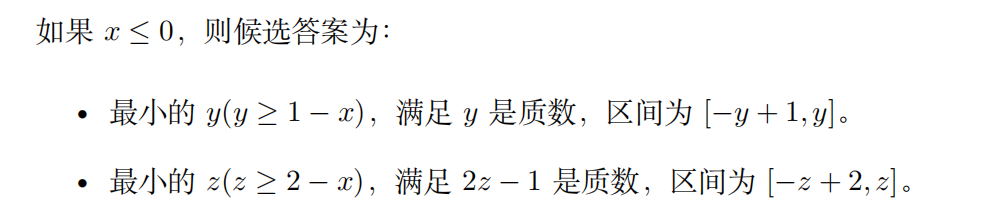 如果 x ≤ 0，则候选答案为：
• 最小的 y(y ≥ 1 − x)，满足 y 是质数，区间为 [−y + 1, y]。
• 最小的 z(z ≥ 2 − x)，满足 2z − 1 是质数，区间为 [−z + 2, z]。